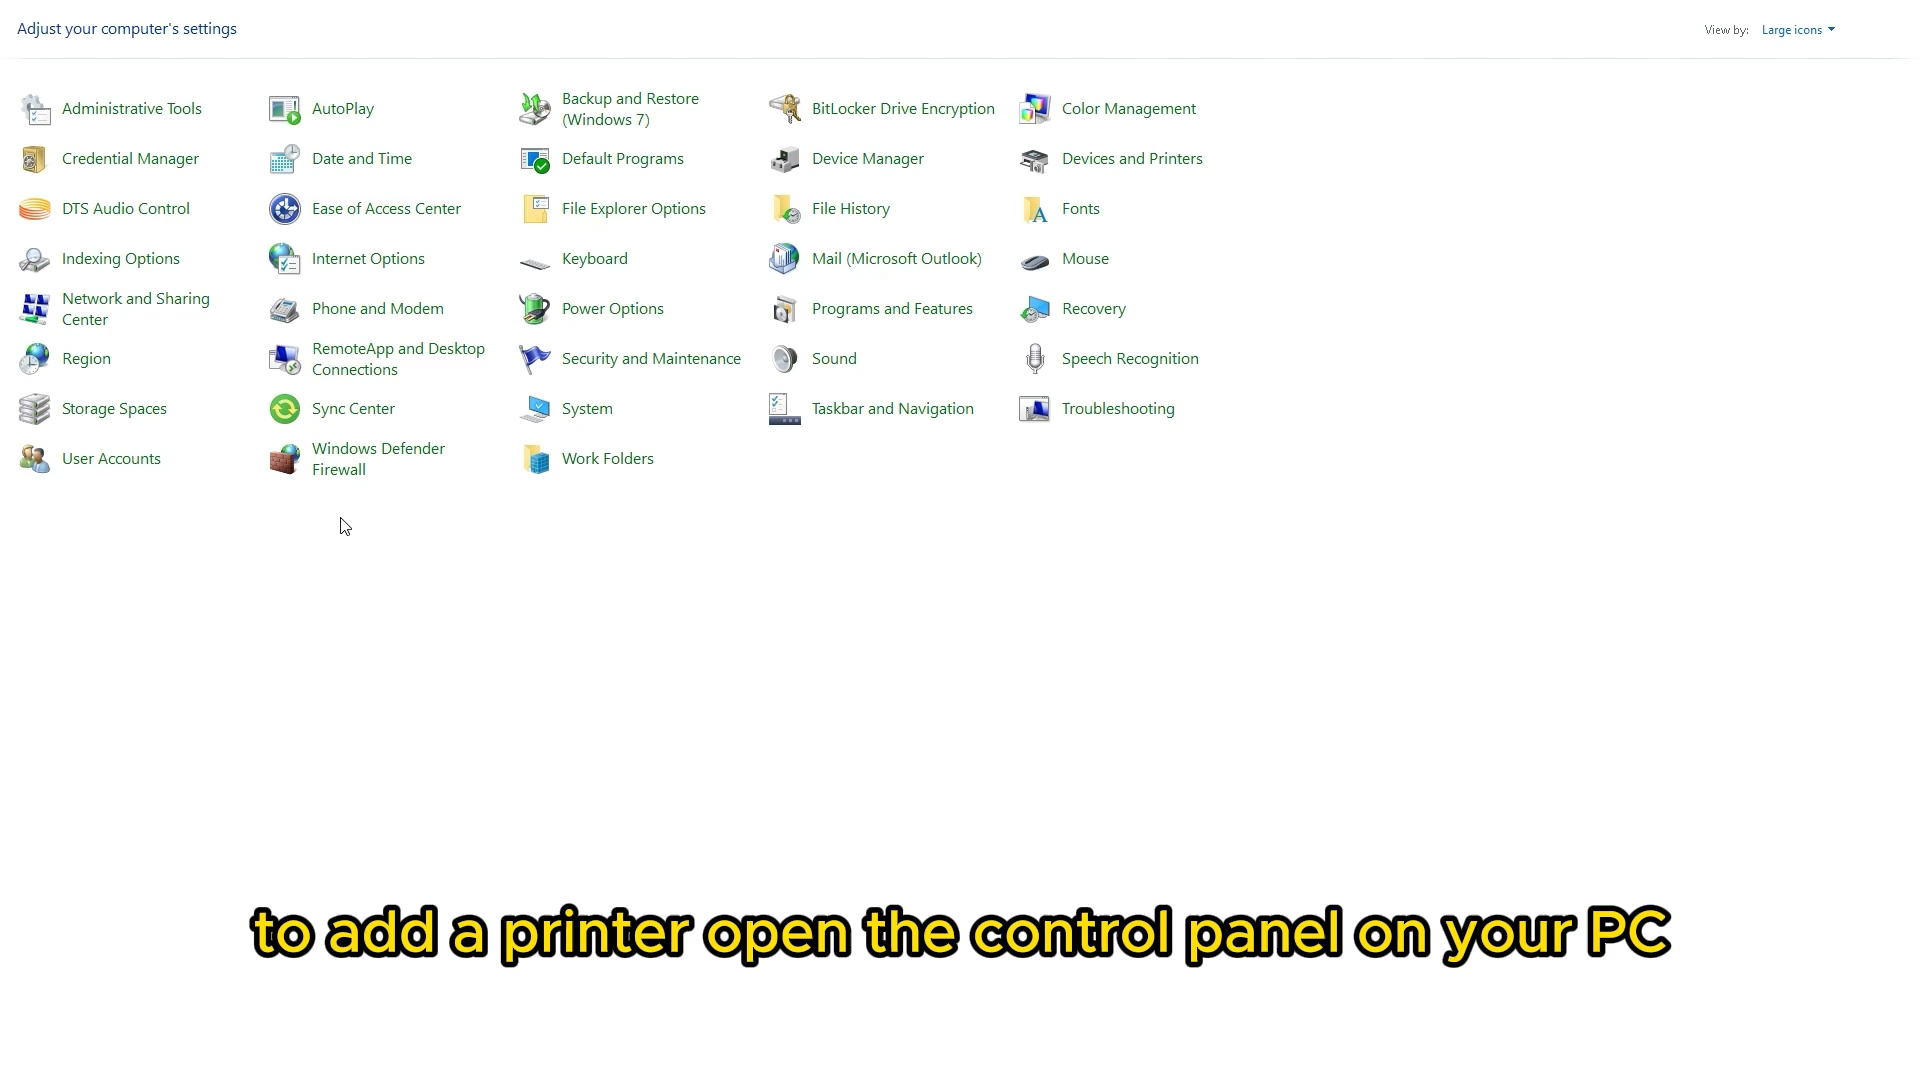 Adjust your computer's settings
View by: Large icons
Administrative Tools
AutoPlay
Backup and Restore
(Windows 7)
BitLocker Drive Encryption
Color Management
Credential Manager
Date and Time
Default Programs
Device Manager
Devices and Printers
DTS Audio Control
Ease of Access Center
File Explorer Options
File History
Fonts
Indexing Options
Internet Options
Keyboard
Mail (Microsoft Outlook)
Mouse
Network and Sharing
Center
Phone and Modem
Power Options
Programs and Features
Recovery
Region
RemoteApp and Desktop
Connections
Security and Maintenance
Sound
Speech Recognition
Storage Spaces
Sync Center
System
Taskbar and Navigation
Troubleshooting
User Accounts
Windows Defender
Firewall
Work Folders
to add a printer open the control panel on your PC